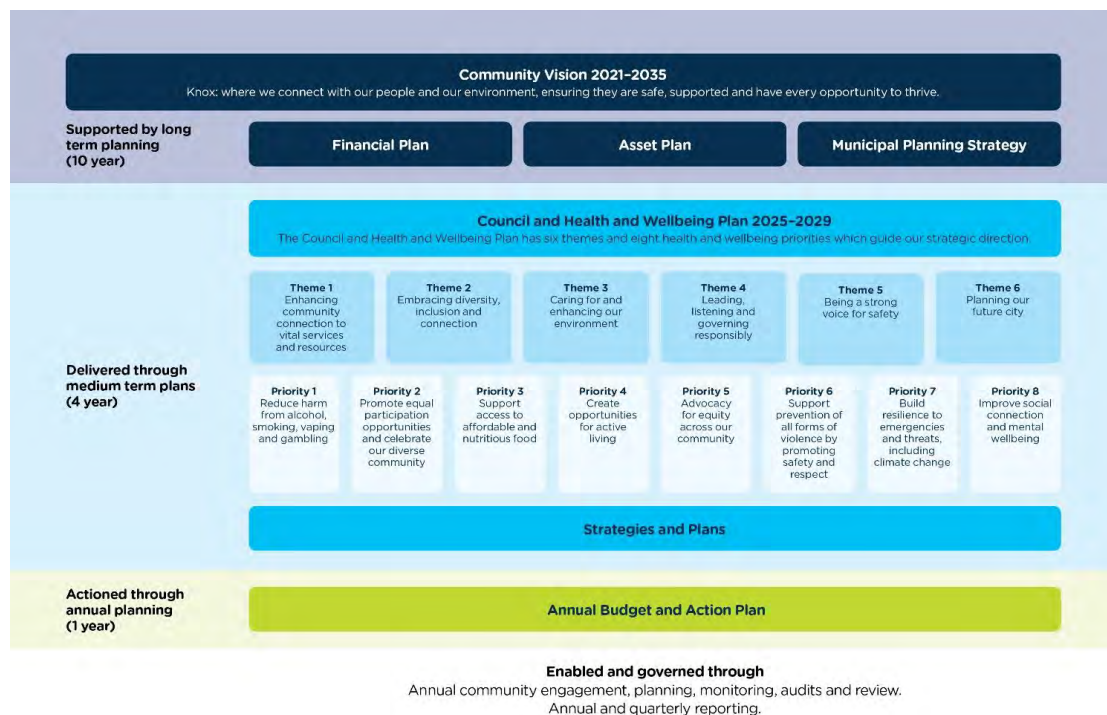 Community Vision 2021–2035
Knox: where we connect with our people and our environment, ensuring they are safe, supported and have every opportunity to thrive.
Supported by long
term planning
(10 year)
Financial Plan
Asset Plan
Municipal Planning Strategy
Council and Health and Wellbeing Plan 2025–2029
The Council and Health and Wellbeing Plan has six themes and eight health and wellbeing priorities which guide our strategic direction
Delivered through
medium term plans
(4 year)
Theme 1
Enhancing
community
connection to
vital services
and resources
Theme 2
Embracing diversity,
inclusion and
connection
Theme 3
Caring for and
enhancing our
environment
Theme 4
Leading,
listening and
governing
responsibly
Theme 5
Being a strong
voice for safety
Theme 6
Planning our
future city
Priority 1
Reduce harm
from alcohol,
smoking, vaping
and gambling
Priority 2
Promote equal
participation
opportunities
and celebrate
our diverse
community
Priority 3
Support
access to
affordable and
nutritious food
Priority 4
Create
opportunities
for active
living
Priority 5
Advocacy
for equity
across our
community
Priority 6
Support
prevention of
all forms of
violence by
promoting
safety and
respect
Priority 7
Build
resilience to
emergencies
and threats,
including
climate change
Priority 8
Improve social
connection
and mental
wellbeing
Strategies and Plans
Actioned through
annual planning
(1 year)
Annual Budget and Action Plan
Enabled and governed through
Annual community engagement, planning, monitoring, audits and review.
Annual and quarterly reporting.